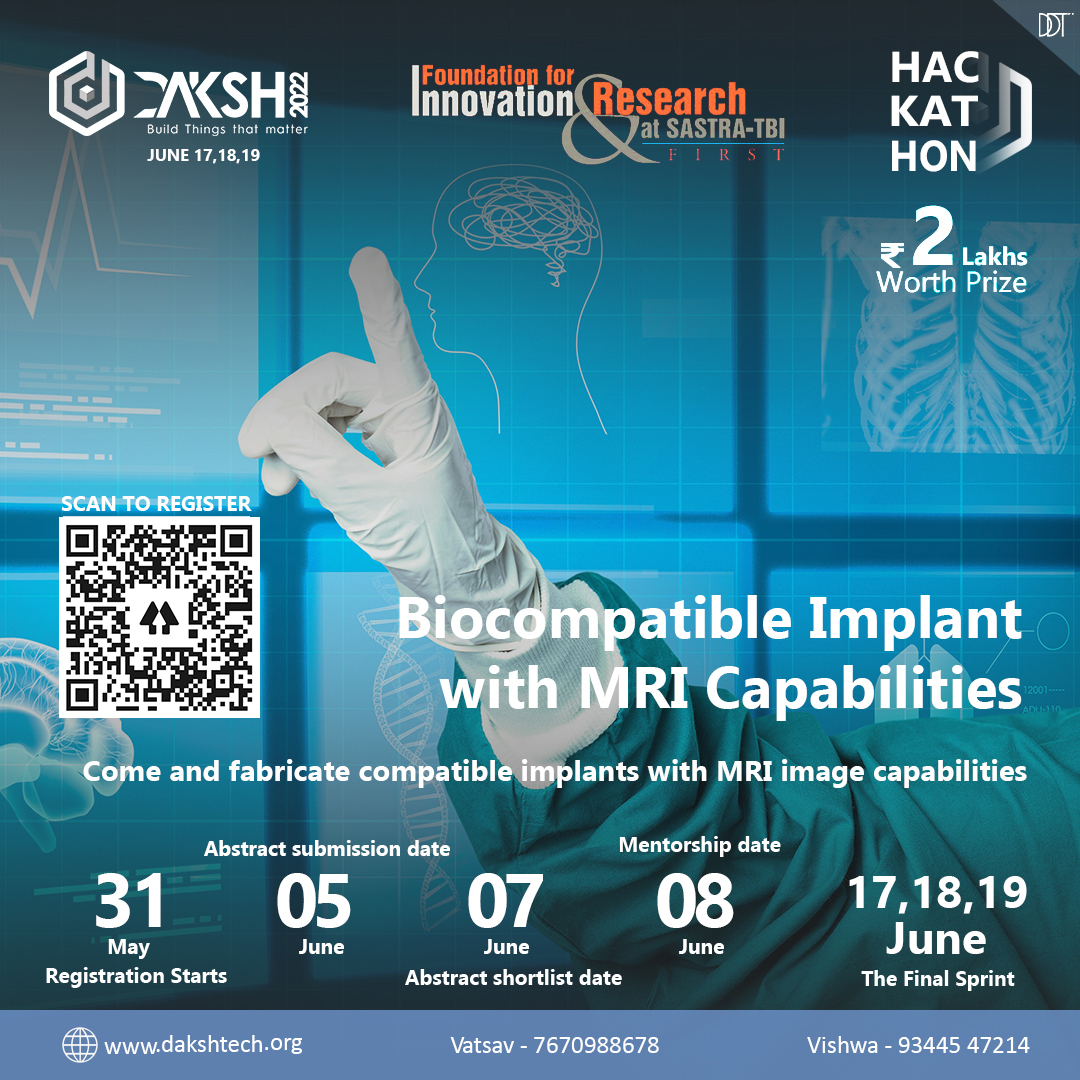 DDT
DAKSH 2022
Build Things that matter
JUNE 17,18,19
Foundation for
Innovation & Research
at SASTRA-TBI
FIRST
HAC
KAT
HON
₹ 2 Lakhs
Worth Prize
SCAN TO REGISTER
Biocompatible Implant
with MRI Capabilities
12001
Come and fabricate compatible implants with MRI image capabilities
31
May
Registration Starts
Abstract submission date
05
June
07
June
Abstract shortlist date
Mentorship date
08
June
17,18,19
June
The Final Sprint
www.dakshtech.org
Vatsav - 7670988678
Vishwa - 93445 47214